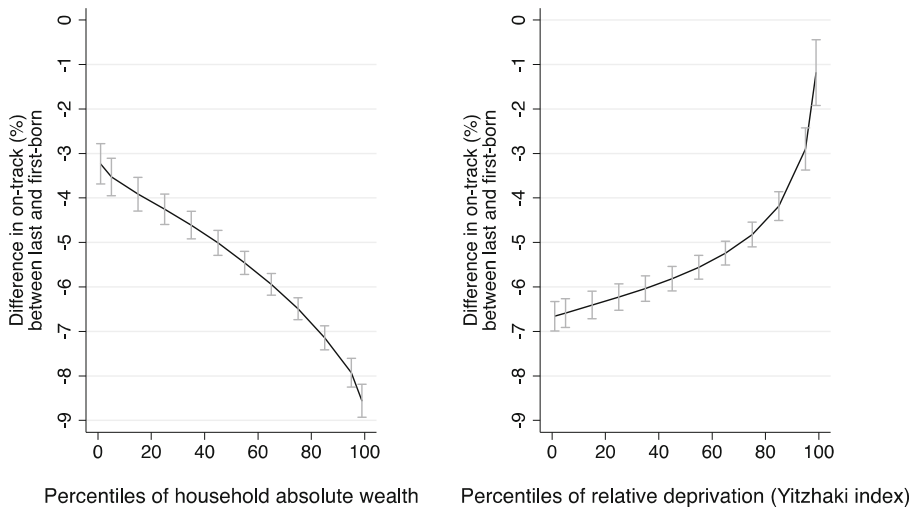 Difference in on-track (%)
between last and first-born
0
-1
-2
-3
-4
-5
-6
-7
-8
-9
0 20 40 60 80 100
Percentiles of household absolute wealth
Difference in on-track (%)
between last and first-born
0
-1
-2
-3
-4
-5
-6
-7
-8
-9
0 20 40 60 80 100
Percentiles of relative deprivation (Yitzhaki index)